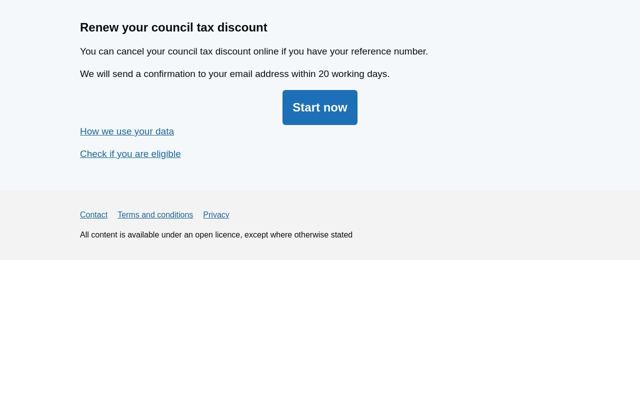 Renew your council tax discount
You can cancel your council tax discount online if you have your reference number.
We will send a confirmation to your email address within 20 working days.
Start now
How we use your data
Check if you are eligible
Contact Terms and conditions Privacy
All content is available under an open licence, except where otherwise stated